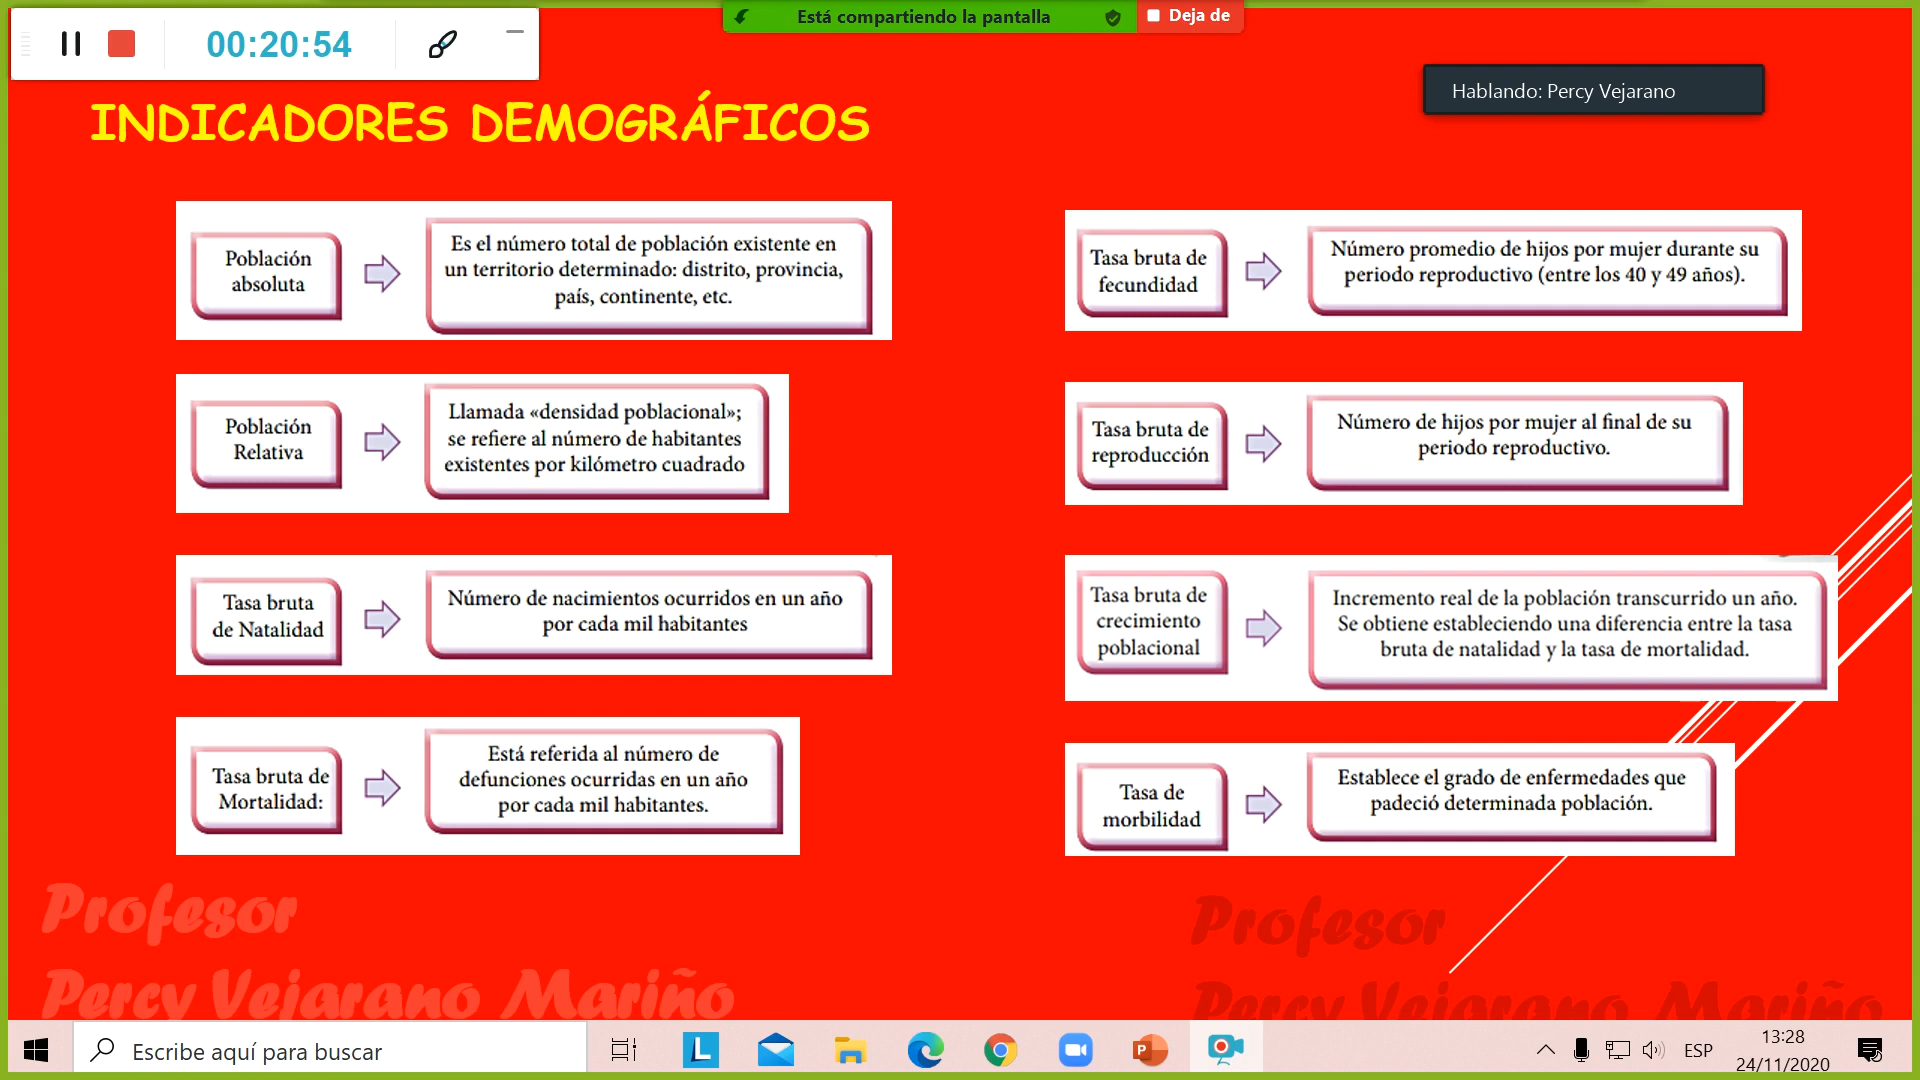 Está compartiendo la pantalla
Deja de
00:20:54
Hablando: Percy Vejarano
INDICADORES DEMOGRÁFICOS
Población
absoluta
Es el número total de población existente en
un territorio determinado: distrito, provincia,
país, continente, etc.
Población
Relativa
Llamada «densidad poblacional»;
se refiere al número de habitantes
existentes por kilómetro cuadrado
Tasa bruta
de Natalidad
Número de nacimientos ocurridos en un año
por cada mil habitantes
Tasa bruta de
Mortalidad:
Está referida al número de
defunciones ocurridas en un año
por cada mil habitantes.
Tasa bruta de
fecundidad
Número promedio de hijos por mujer durante su
periodo reproductivo (entre los 40 y 49 años).
Tasa bruta de
reproducción
Número de hijos por mujer al final de su
periodo reproductivo.
Tasa bruta de
crecimiento
poblacional
Incremento real de la población transcurrido un año.
Se obtiene estableciendo una diferencia entre la tasa
bruta de natalidad y la tasa de mortalidad.
Tasa de
morbilidad
Establece el grado de enfermedades que
padeció determinada población.
Profesor
Percy Vejarano Mariño
Profesor
Percy Vejarano Mariño
Escribe aquí para buscar
L
P
ESP
13:28
24/11/2020